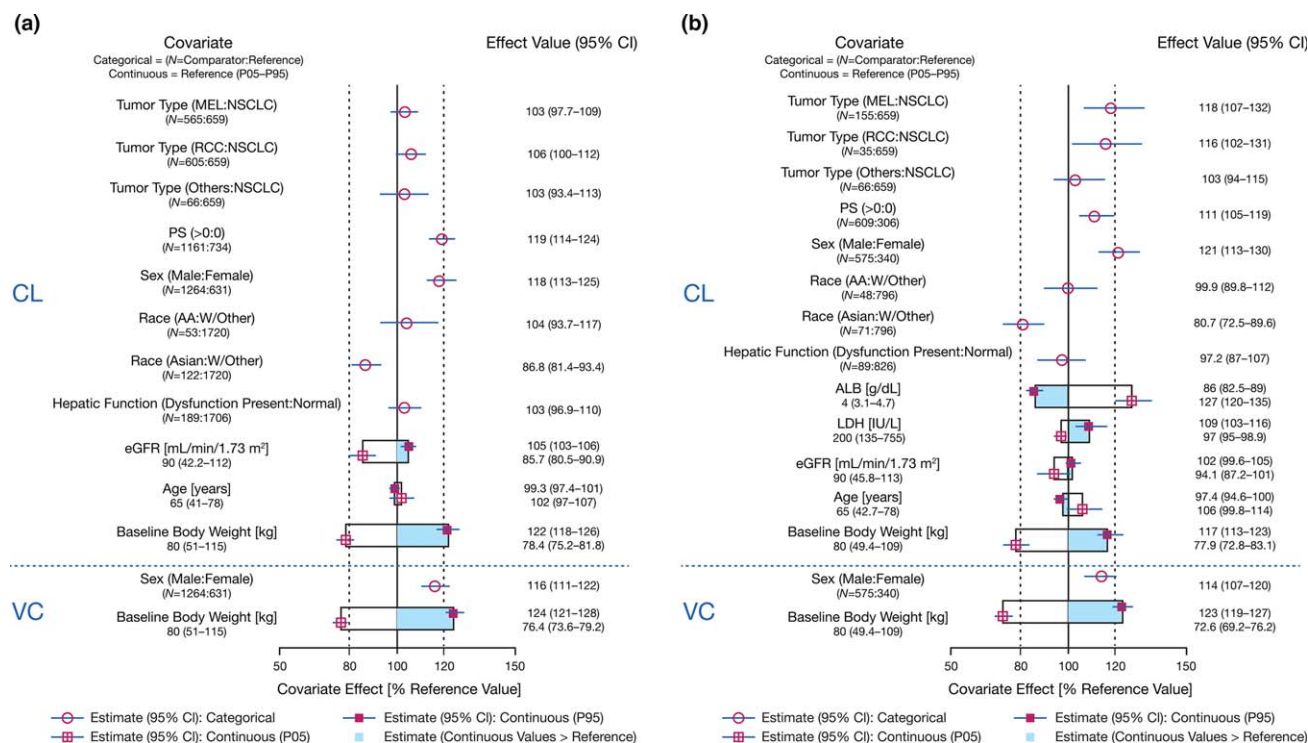 (a)
Covariate
Effect Value (95% CI)
Categorical = (N=Comparator:Reference)
Continuous = Reference (P05–P95)
Tumor Type (MEL:NSCLC)
(N=565:659)
103 (97.7–109)
Tumor Type (RCC:NSCLC)
(N=605:659)
106 (100–112)
Tumor Type (Others:NSCLC)
(N=66:659)
103 (93.4–113)
PS (>0:0)
(N=1161:734)
119 (114–124)
Sex (Male:Female)
(N=1264:631)
118 (113–125)
CL
Race (AA:W/Other)
(N=53:1720)
104 (93.7–117)
Race (Asian:W/Other)
(N=122:1720)
86.8 (81.4–93.4)
Hepatic Function (Dysfunction Present:Normal)
(N=189:1706)
103 (96.9–110)
eGFR [mL/min/1.73 m²]
90 (42.2–112)
105 (103–106)
85.7 (80.5–90.9)
Age [years]
65 (41–78)
99.3 (97.4–101)
102 (97–107)
Baseline Body Weight [kg]
80 (51–115)
122 (118–126)
78.4 (75.2–81.8)
VC
Sex (Male:Female)
(N=1264:631)
116 (111–122)
Baseline Body Weight [kg]
80 (51–115)
124 (121–128)
76.4 (73.6–79.2)
50 80 100 120 150
Covariate Effect [% Reference Value]
Estimate (95% CI): Categorical
Estimate (95% CI): Continuous (P95)
Estimate (95% CI): Continuous (P05)
Estimate (Continuous Values > Reference)
(b)
Covariate
Effect Value (95% CI)
Categorical = (N=Comparator:Reference)
Continuous = Reference (P05–P95)
Tumor Type (MEL:NSCLC)
(N=155:659)
118 (107–132)
Tumor Type (RCC:NSCLC)
(N=35:659)
116 (102–131)
Tumor Type (Others:NSCLC)
(N=66:659)
103 (94–115)
PS (>0:0)
(N=609:306)
111 (105–119)
Sex (Male:Female)
(N=575:340)
121 (113–130)
CL
Race (AA:W/Other)
(N=48:796)
99.9 (89.8–112)
Race (Asian:W/Other)
(N=71:796)
80.7 (72.5–89.6)
Hepatic Function (Dysfunction Present:Normal)
(N=89:826)
97.2 (87–107)
ALB [g/dL]
4 (3.1–4.7)
86 (82.5–89)
127 (120–135)
LDH [IU/L]
200 (135–755)
109 (103–116)
97 (95–98.9)
eGFR [mL/min/1.73 m²]
90 (45.8–113)
102 (99.6–105)
94.1 (87.2–101)
Age [years]
65 (42.7–78)
97.4 (94.6–100)
106 (99.8–114)
Baseline Body Weight [kg]
80 (49.4–109)
117 (113–123)
77.9 (72.8–83.1)
VC
Sex (Male:Female)
(N=575:340)
114 (107–120)
Baseline Body Weight [kg]
80 (49.4–109)
123 (119–127)
72.6 (69.2–76.2)
50 80 100 120 150
Covariate Effect [% Reference Value]
Estimate (95% CI): Categorical
Estimate (95% CI): Continuous (P95)
Estimate (95% CI): Continuous (P05)
Estimate (Continuous Values > Reference)